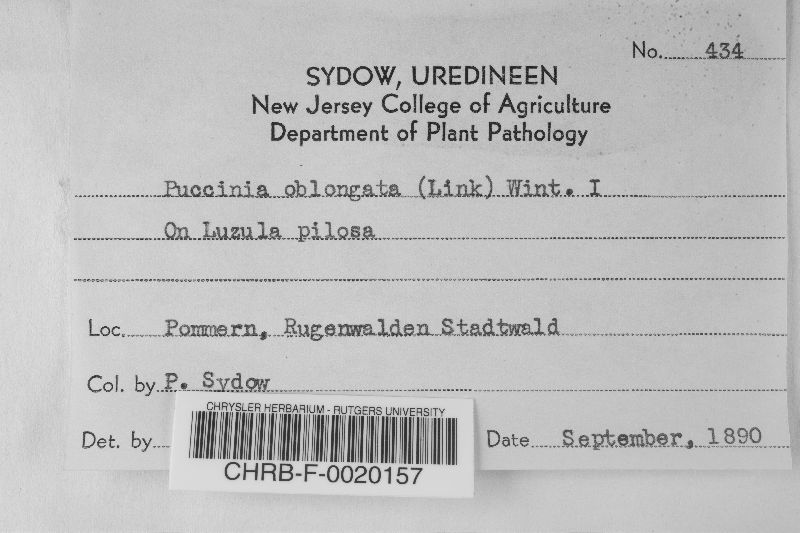 No. 434
SYDOW, UREDINEEN
New Jersey College of Agriculture
Department of Plant Pathology
Puccinia oblongata (Link) Wint. I
On Luzula pilosa
Loc. Pommern, Rugenwalden Stadtwald
Col. by P. Sydow
CHRYSLER HERBARIUM - RUTGERS UNIVERSITY
CHRB-F-0020157
Det. by
Date September, 1890